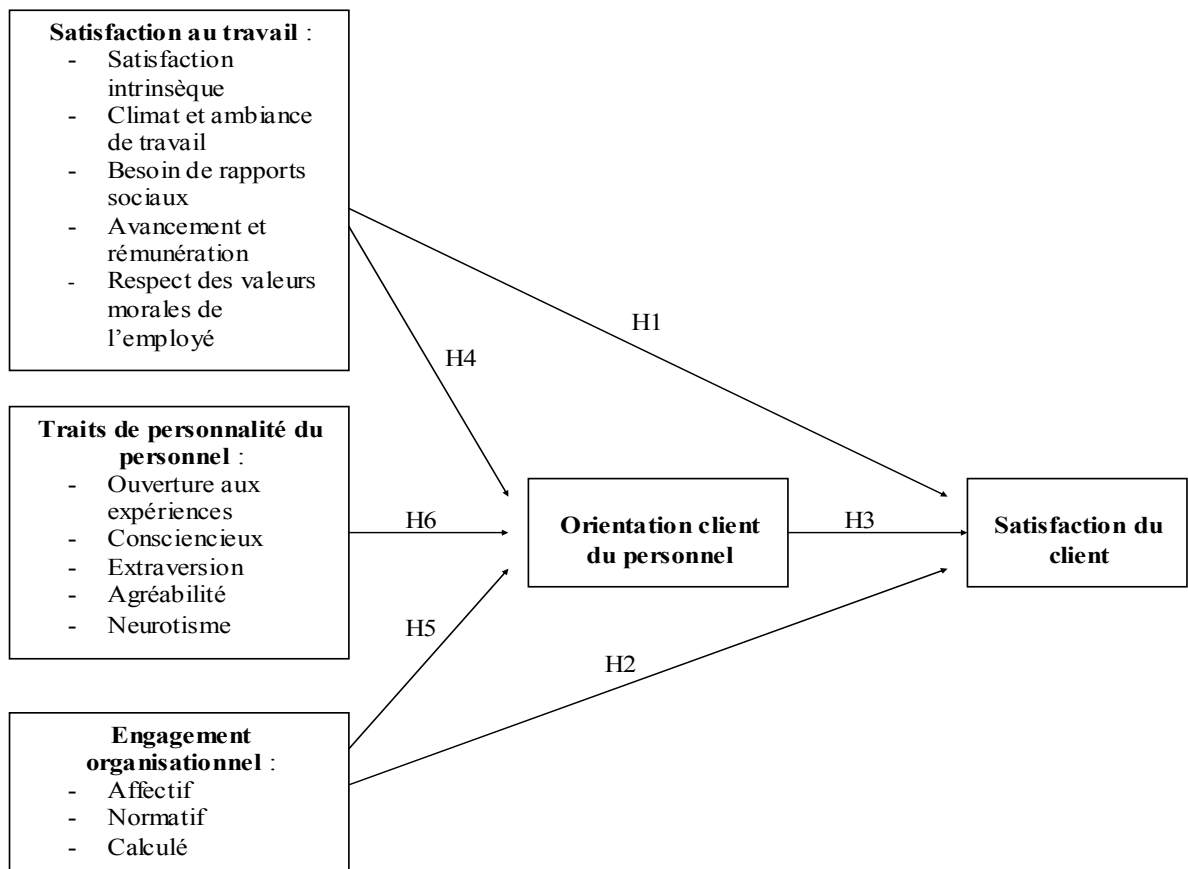 Satisfaction au travail :
- Satisfaction
intrinsèque
- Climat et ambiance
de travail
- Besoin de rapports
sociaux
- Avancement et
rémunération
- Respect des valeurs
morales de
l’employé
H1
H4
Traits de personnalité du
personnel :
- Ouverture aux
expériences
- Consciencieux
- Extraversion
- Agréabilité
- Neurotisme
H6
Orientation client
du personnel
H3
Satisfaction du
client
H5
H2
Engagement
organisationnel :
- Affectif
- Normatif
- Calculé